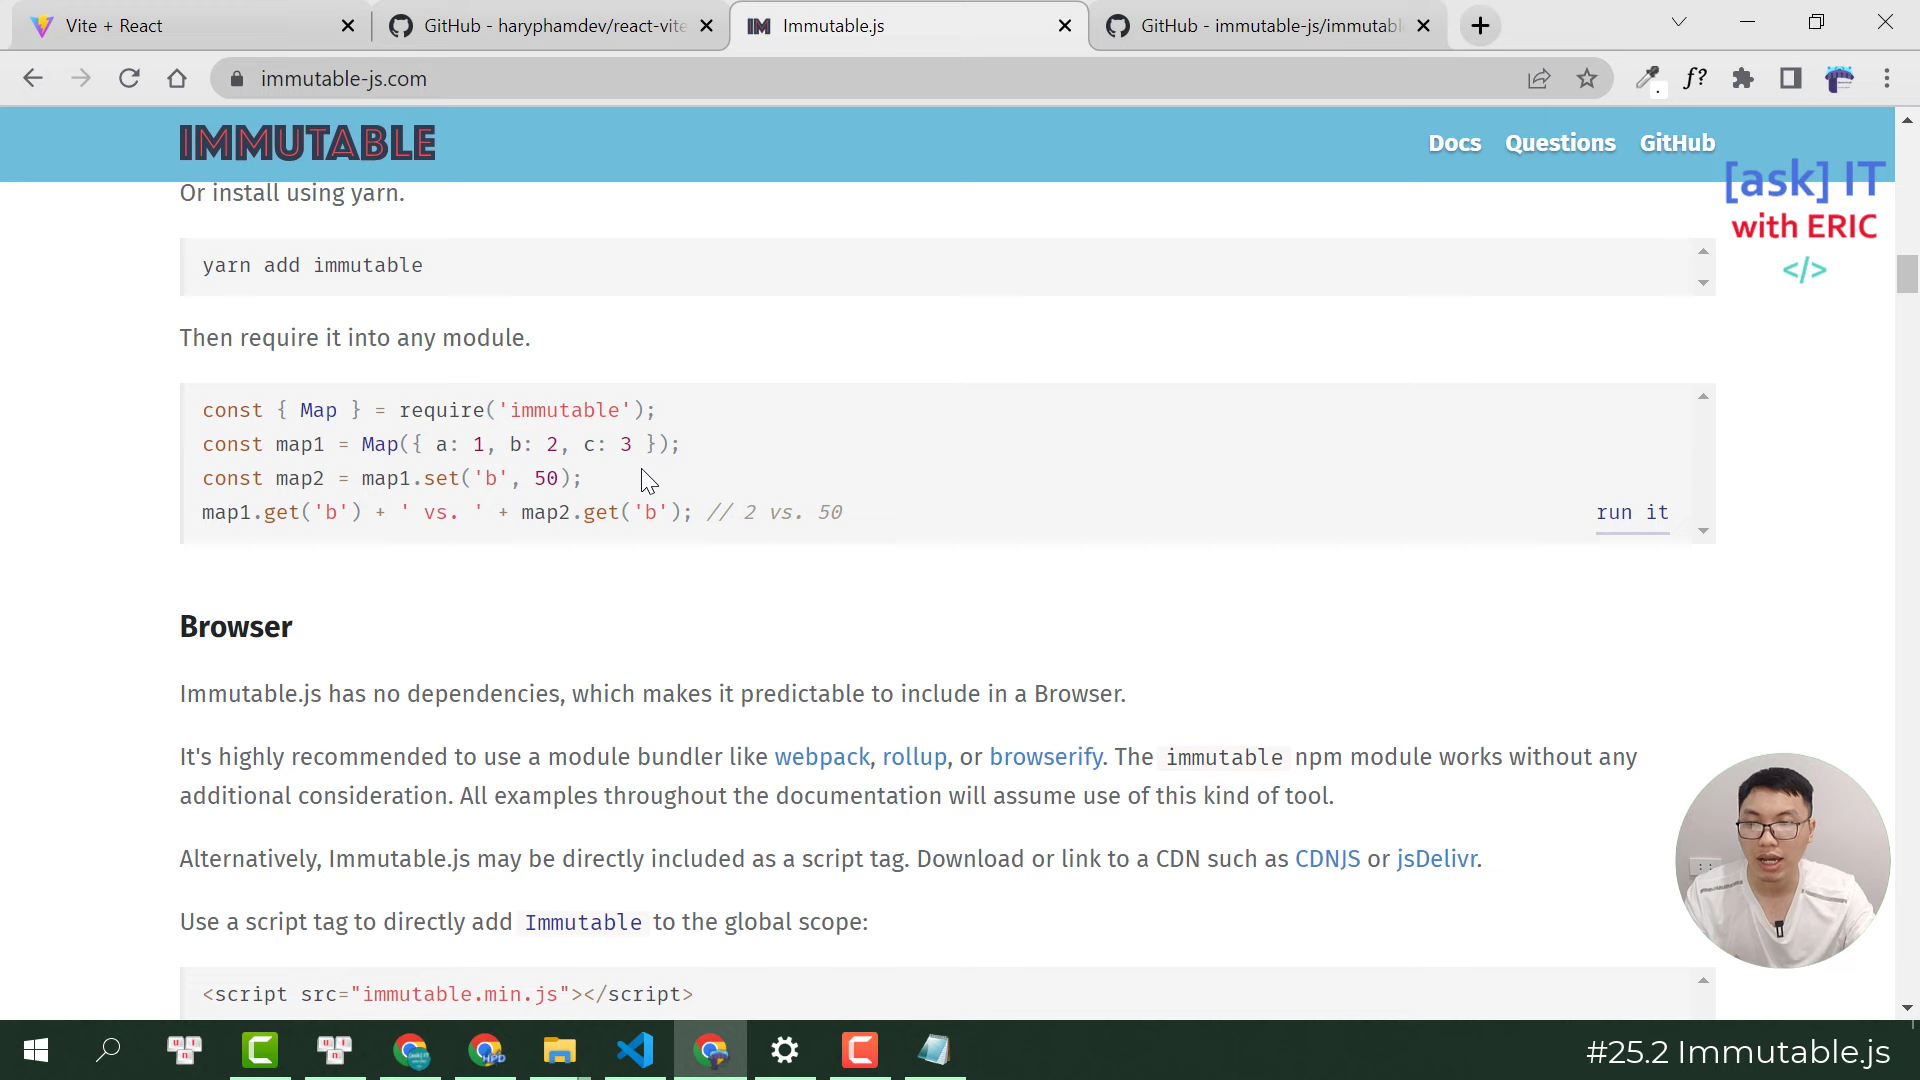 Vite + React
GitHub - haryphamdev/react-vite
Immutable.js
GitHub - immutable-js/immutabl
immutable-js.com
f?
IMMUTABLE
Docs
Questions
GitHub
[ask] IT
with ERIC
</>
Or install using yarn.
yarn add immutable
Then require it into any module.
const { Map } = require('immutable');
const map1 = Map({ a: 1, b: 2, c: 3 });
const map2 = map1.set('b', 50);
map1.get('b') + ' vs. ' + map2.get('b'); // 2 vs. 50
run it
Browser
Immutable.js has no dependencies, which makes it predictable to include in a Browser.
It's highly recommended to use a module bundler like webpack, rollup, or browserify. The immutable npm module works without any
additional consideration. All examples throughout the documentation will assume use of this kind of tool.
Alternatively, Immutable.js may be directly included as a script tag. Download or link to a CDN such as CDNJS or jsDelivr.
Use a script tag to directly add Immutable to the global scope:
<script src="immutable.min.js"></script>
#25.2 Immutable.js